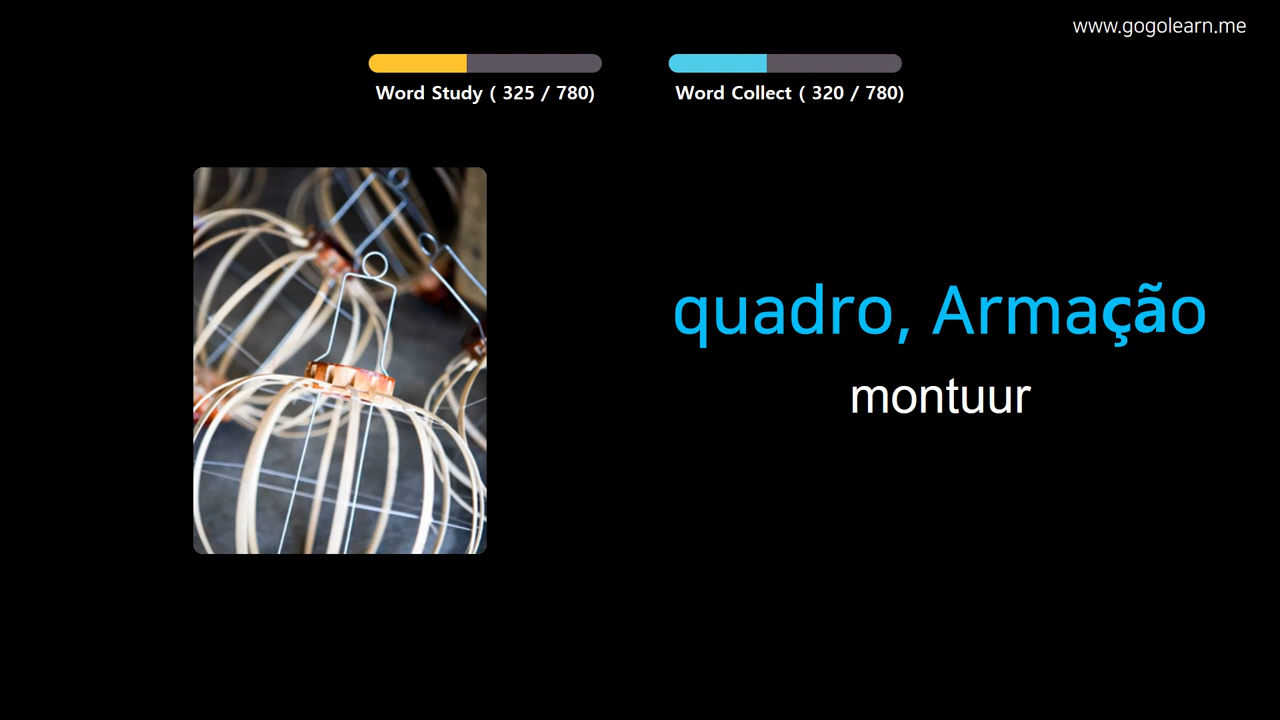 www.gogolearn.me
Word Study ( 325 / 780)
Word Collect ( 320 / 780)
quadro, Armação
montuur